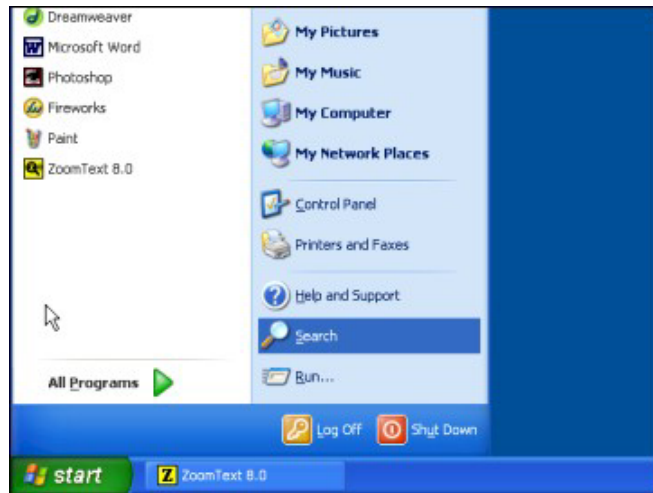 Dreamweaver
Microsoft Word
Photoshop
Fireworks
Paint
ZoomText 8.0
All Programs
My Pictures
My Music
My Computer
My Network Places
Control Panel
Printers and Faxes
Help and Support
Search
Run...
Log Off
Shut Down
start
ZoomText 8.0